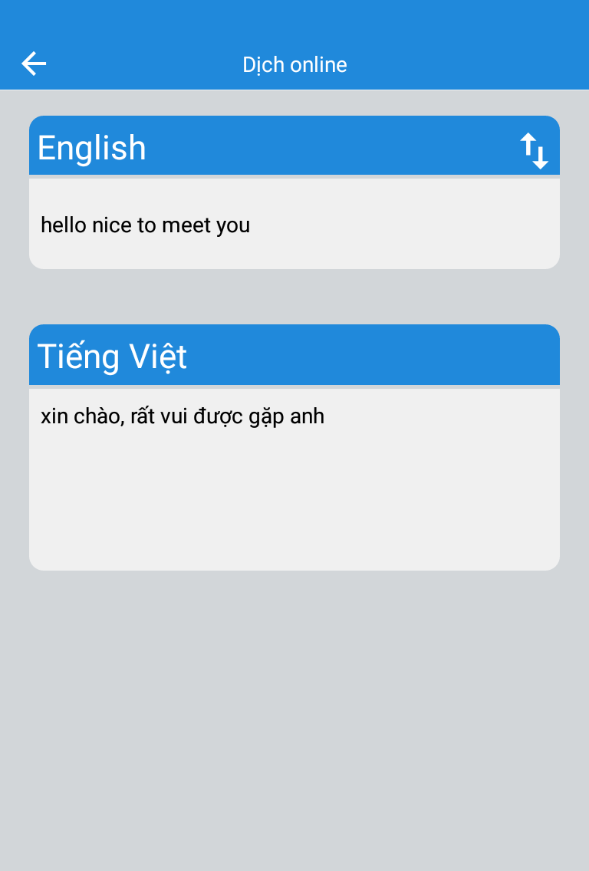 Dịch online
English
hello nice to meet you
Tiếng Việt
xin chào, rất vui được gặp anh